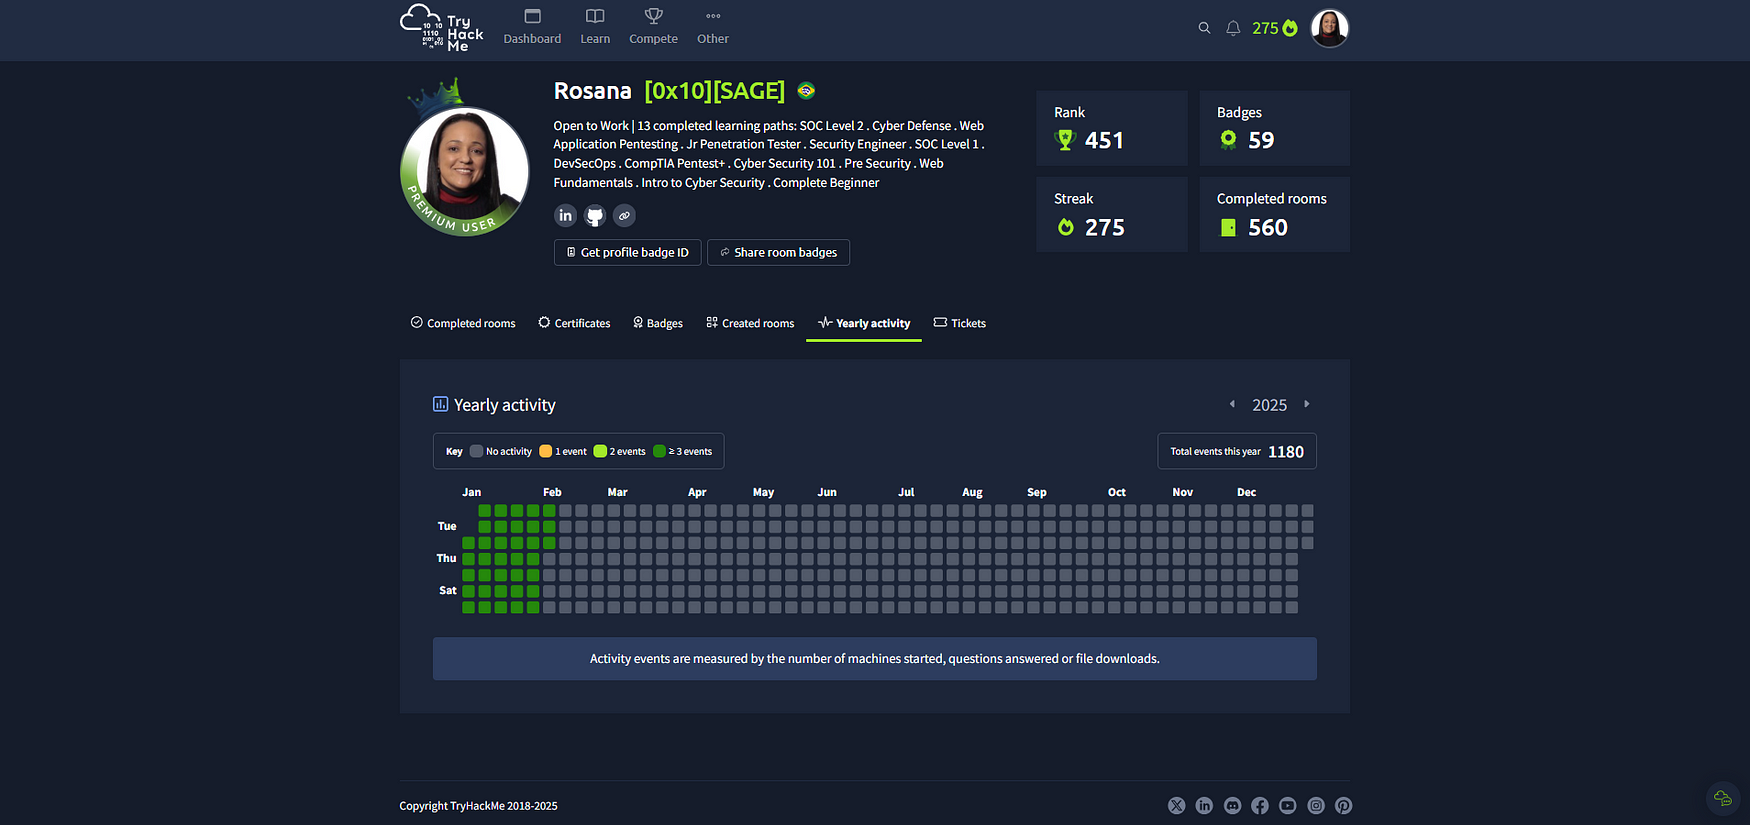 Try
Hack
Me
Dashboard
Learn
Compete
Other
275
PREMIUM USER
Rosana [0x10][SAGE]
Open to Work | 13 completed learning paths: SOC Level 2 . Cyber Defense . Web
Application Pentesting . Jr Penetration Tester . Security Engineer . SOC Level 1 .
DevSecOps . CompTIA Pentest+ . Cyber Security 101 . Pre Security . Web
Fundamentals . Intro to Cyber Security . Complete Beginner
Get profile badge ID
Share room badges
Rank
451
Badges
59
Streak
275
Completed rooms
560
Completed rooms
Certificates
Badges
Created rooms
Yearly activity
Tickets
Yearly activity
2025
Key No activity 1 event 2 events ≥ 3 events
Total events this year 1180
Jan Feb Mar Apr May Jun Jul Aug Sep Oct Nov Dec
Tue
Thu
Sat
Activity events are measured by the number of machines started, questions answered or file downloads.
Copyright TryHackMe 2018-2025